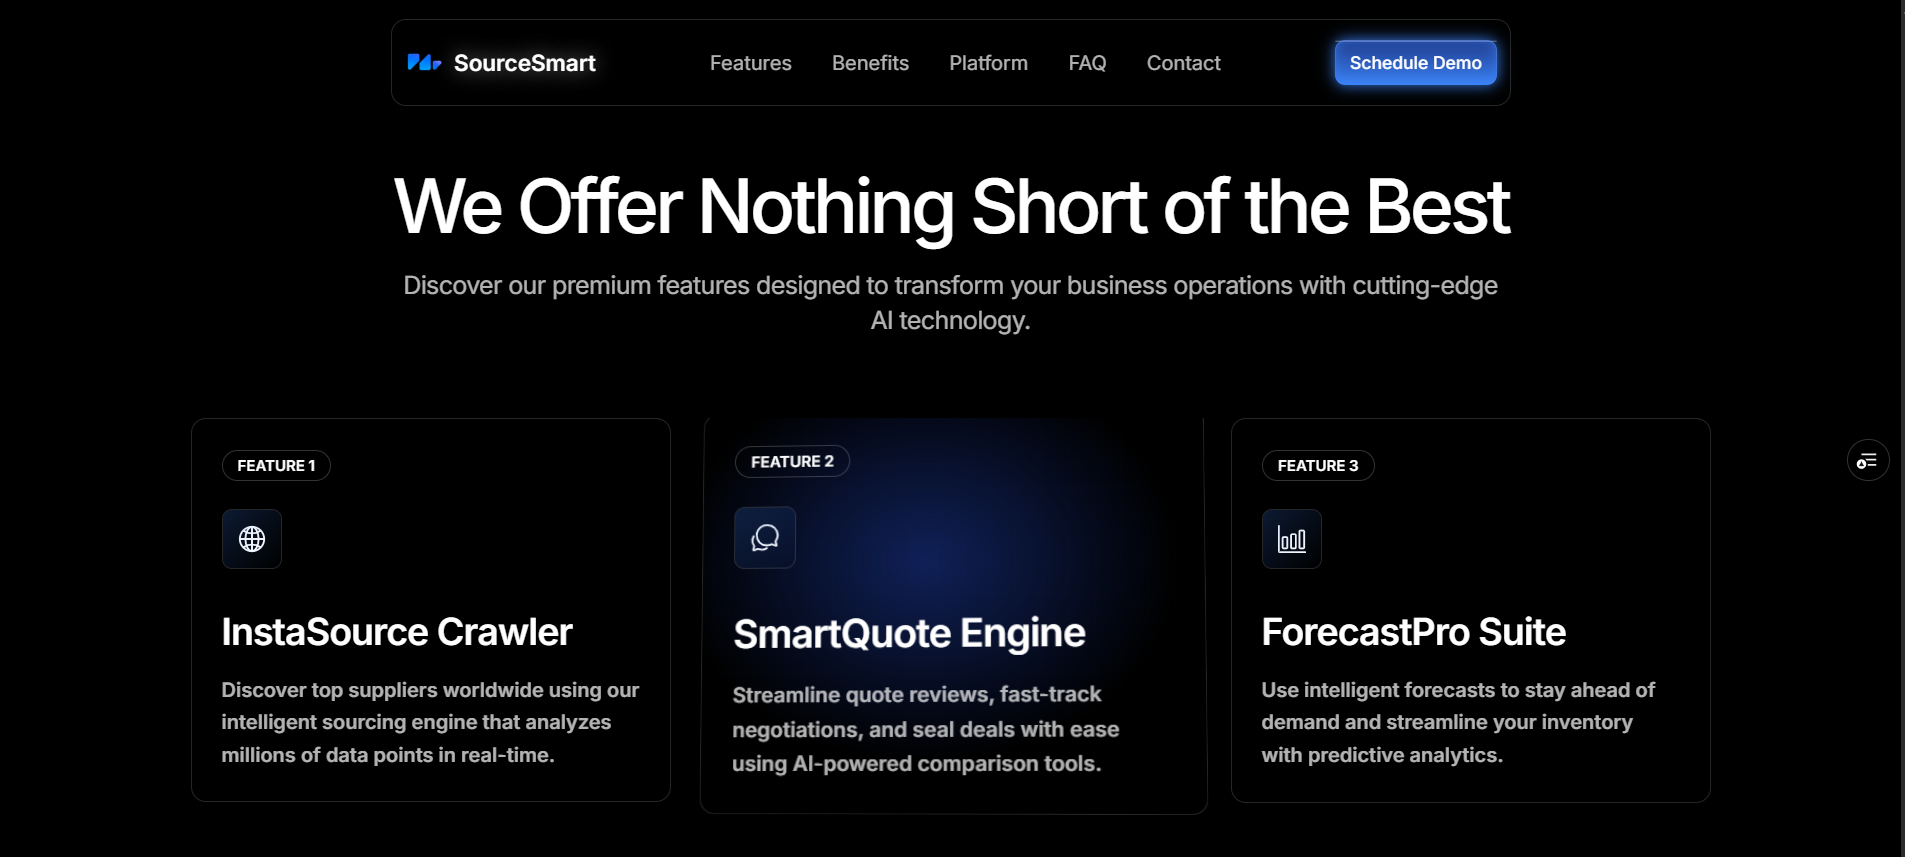 SourceSmart
Features
Benefits
Platform
FAQ
Contact
Schedule Demo
We Offer Nothing Short of the Best
Discover our premium features designed to transform your business operations with cutting-edge
AI technology.
FEATURE 1
InstaSource Crawler
Discover top suppliers worldwide using our
intelligent sourcing engine that analyzes
millions of data points in real-time.
FEATURE 2
SmartQuote Engine
Streamline quote reviews, fast-track
negotiations, and seal deals with ease
using AI-powered comparison tools.
FEATURE 3
ForecastPro Suite
Use intelligent forecasts to stay ahead of
demand and streamline your inventory
with predictive analytics.